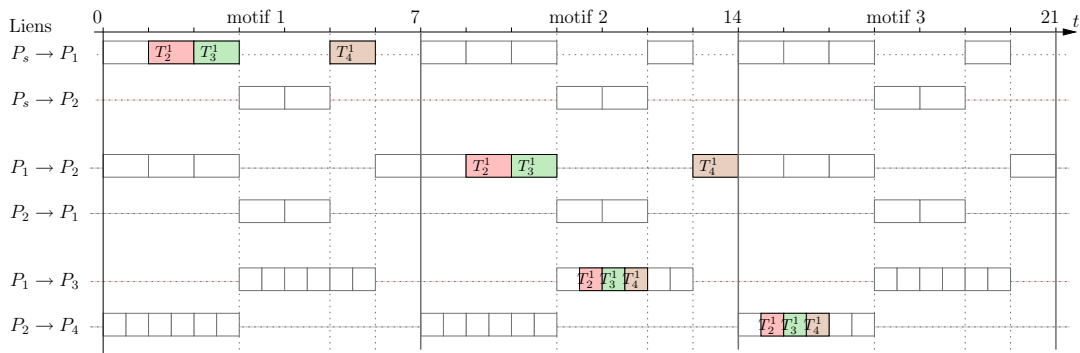 Liens 0 motif 1 7 motif 2 14 motif 3 21 t
P_s → P_1 T_2^1 T_3^1 T_4^1
P_s → P_2
P_1 → P_2 T_2^1 T_3^1 T_4^1
P_2 → P_1
P_1 → P_3 T_2^1 T_3^1 T_4^1
P_2 → P_4 T_2^1 T_3^1 T_4^1